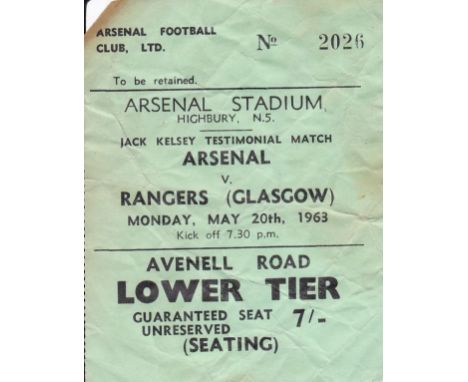 ARSENAL FOOTBALL
CLUB, LTD.
Nº 2026
To be retained.
ARSENAL STADIUM,
HIGHBURY, N.5.
JACK KELSEY TESTIMONIAL MATCH
ARSENAL
V.
RANGERS (GLASGOW)
MONDAY, MAY 20th, 1963
Kick off 7.30 p.m.
AVENELL ROAD
LOWER TIER
GUARANTEED SEAT 7/-
UNRESERVED
(SEATING)